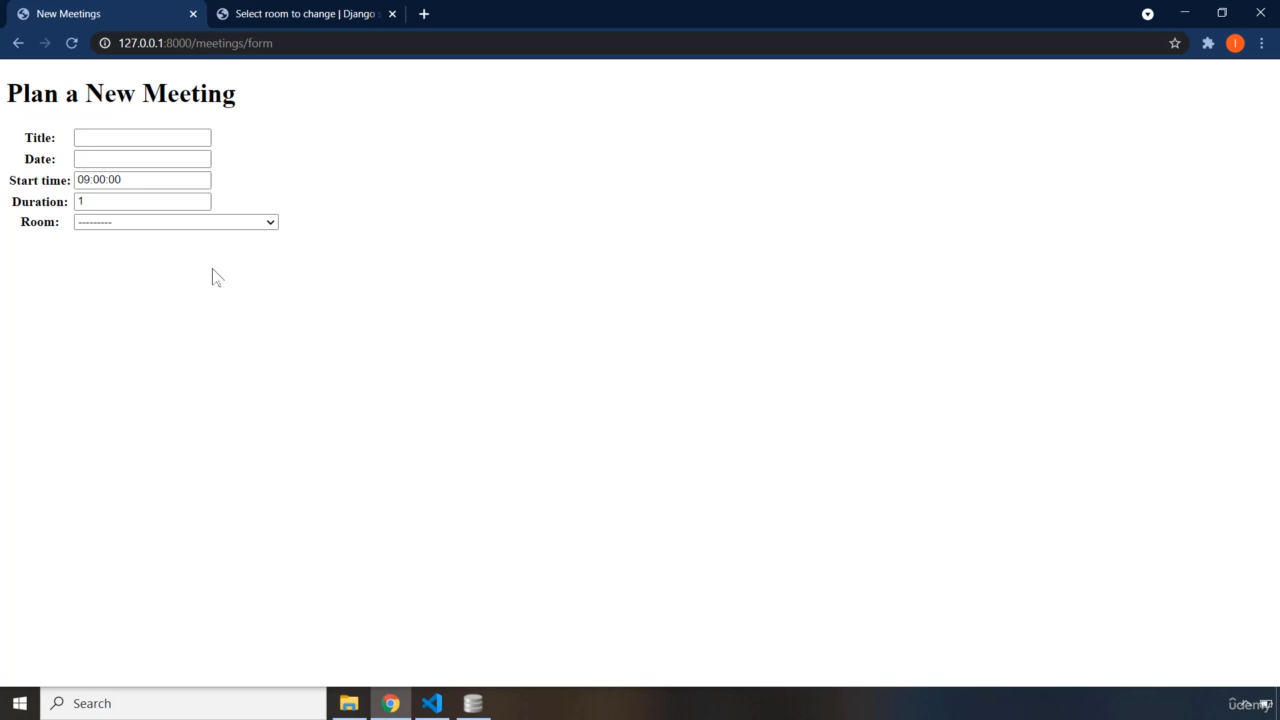 New Meetings
Select room to change | Django s
127.0.0.1:8000/meetings/form
I
Plan a New Meeting
Title:
Date:
Start time: 09:00:00
Duration: 1
Room: ---------
Search
udemy